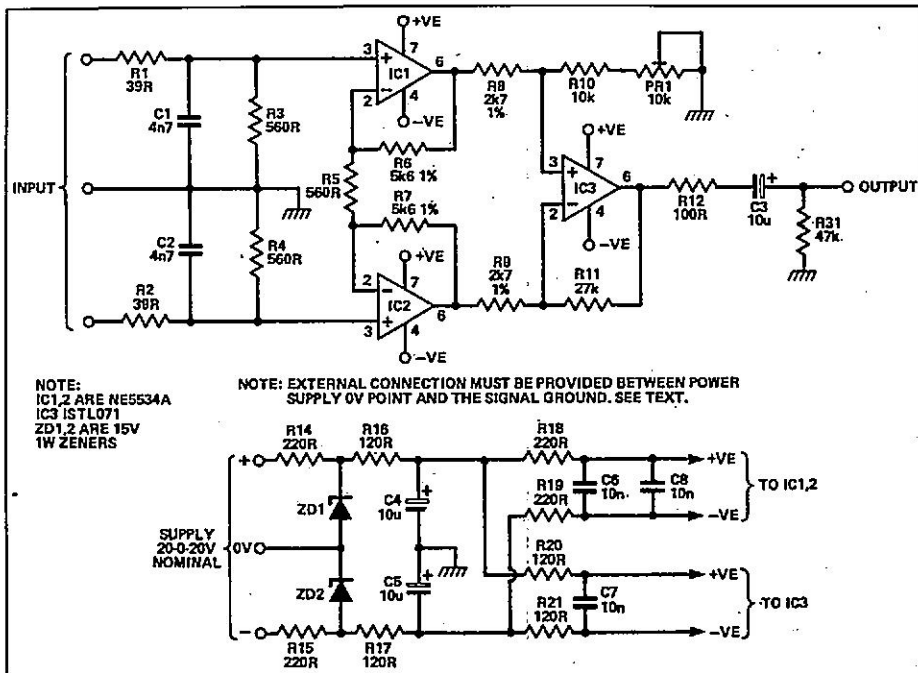 INPUT
R1
39R
C1
4n7
R3
560R
C2
4n7
R4
560R
R2
39R
+VE
3
+
7
IC1
6
2
−
4
−VE
R5
560R
R6
5k6 1%
R7
5k6 1%
+VE
2
−
7
IC2
6
3
+
4
−VE
R8
2k7
1%
R10
10k
PR1
10k
+VE
3
+
7
IC3
6
2
−
4
−VE
R9
2k7
1%
R11
27k
R12
100R
C3
10u
+
OUTPUT
R31
47k
NOTE:
IC1,2 ARE NE5534A
IC3 ISTL071
ZD1,2 ARE 15V
1W ZENERS
NOTE: EXTERNAL CONNECTION MUST BE PROVIDED BETWEEN POWER
SUPPLY 0V POINT AND THE SIGNAL GROUND. SEE TEXT.
SUPPLY
20-0-20V
NOMINAL
+
0V
−
R14
220R
R16
120R
ZD1
ZD2
R15
220R
R17
120R
C4
10u
+
C5
10u
+
R18
220R
R19
220R
C6
10n
C8
10n
+VE
−VE
TO IC1,2
R20
120R
R21
120R
C7
10n
+VE
−VE
TO IC3